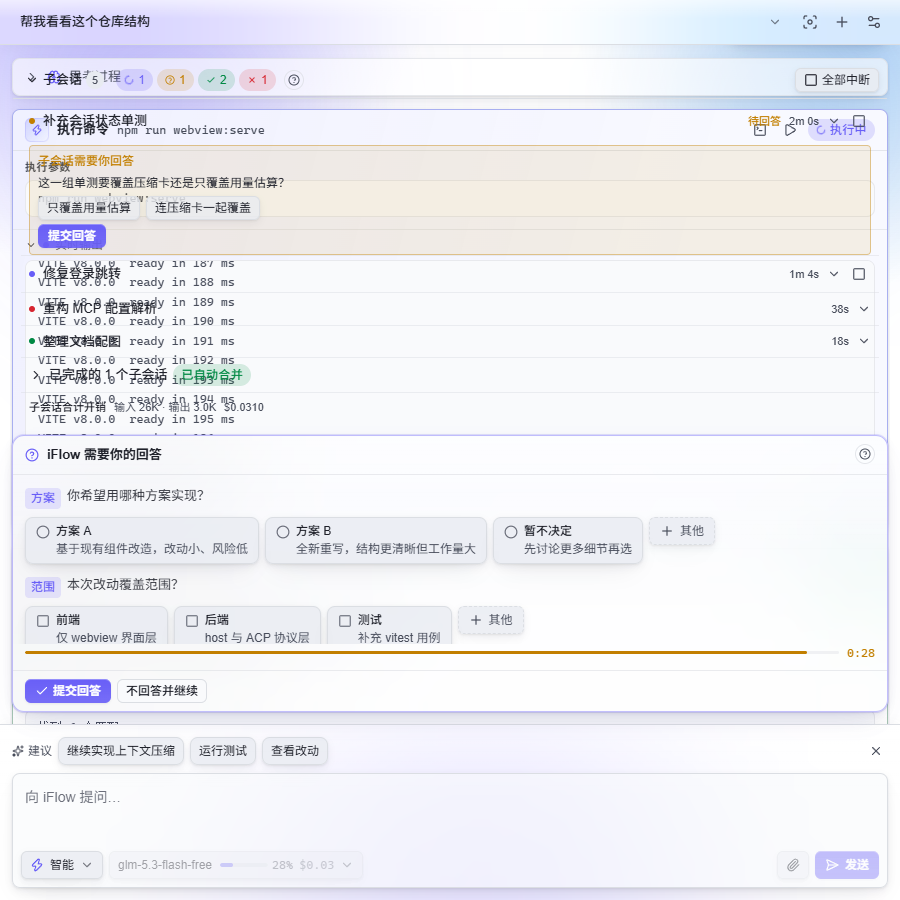 帮我看看这个仓库结构
子会话 5 1 1 2 1
全部中断
补充会话状态单测
待回答 2m 0s
执行命令 npm run webview:serve
执行中
子会话需要你回答
执行参数
这一组单测要覆盖压缩卡还是只覆盖用量估算？
npm run webview:serve
只覆盖用量估算 连压缩卡一起覆盖
提交回答
VITE v8.0.0 ready in 187 ms
修复登录跳转 1m 4s
VITE v8.0.0 ready in 188 ms
VITE v8.0.0 ready in 189 ms
重构 MCP 配置解析 38s
VITE v8.0.0 ready in 190 ms
VITE v8.0.0 ready in 191 ms
整理文档配图 18s
VITE v8.0.0 ready in 192 ms
已完成的 1 个子会话 已自动合并
VITE v8.0.0 ready in 193 ms
VITE v8.0.0 ready in 194 ms
子会话合计开销 输入 26K · 输出 3.0K $0.0310
VITE v8.0.0 ready in 195 ms
iFlow 需要你的回答
方案 你希望用哪种方案实现？
方案 A
基于现有组件改造，改动小、风险低
方案 B
全新重写，结构更清晰但工作量大
暂不决定
先讨论更多细节再选
其他
范围 本次改动覆盖范围？
前端
仅 webview 界面层
后端
host 与 ACP 协议层
测试
补充 vitest 用例
其他
0:28
提交回答 不回答并继续
建议 继续实现上下文压缩 运行测试 查看改动
向 iFlow 提问…
智能 glm-5.3-flash-free 28% $0.03 发送